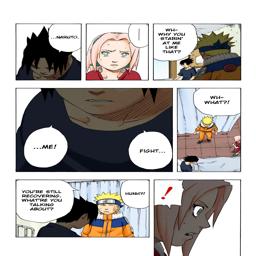 ...NARUTO.
...
WH-
WHY YOU
STARIN'
AT ME
LIKE
THAT?
...ME!
FIGHT...
WH-
WHAT?!
YOU'RE STILL
RECOVERING.
WHAT'RE YOU
TALKING
ABOUT?
HUNH?!
!